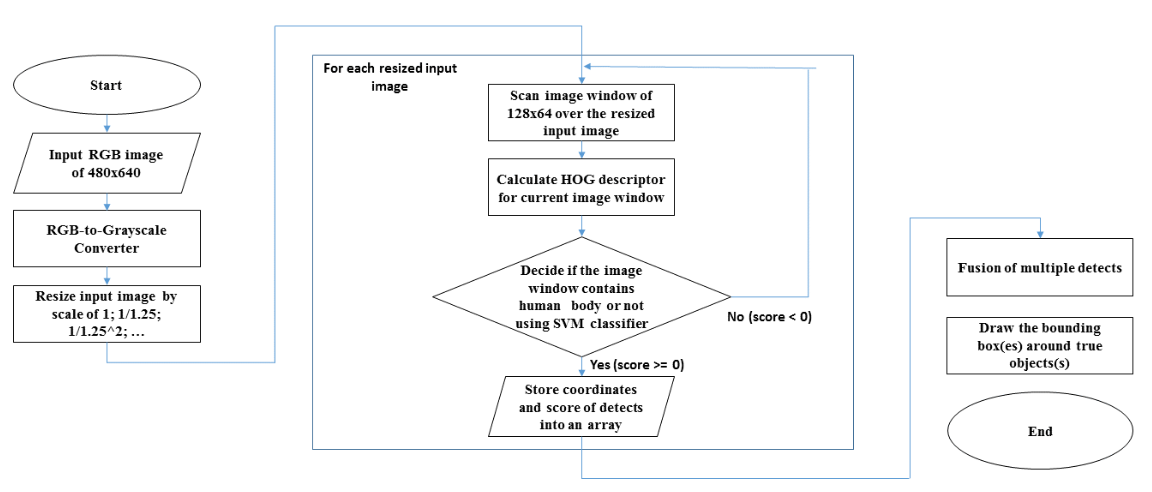 Start
Input RGB image
of 480x640
RGB-to-Grayscale
Converter
Resize input image by
scale of 1; 1/1.25;
1/1.25^2; ...
For each resized input
image
Scan image window of
128x64 over the resized
input image
Calculate HOG descriptor
for current image window
Decide if the image
window contains
human body or not
using SVM classifier
No (score < 0)
Yes (score >= 0)
Store coordinates
and score of detects
into an array
Fusion of multiple detects
Draw the bounding
box(es) around true
objects(s)
End